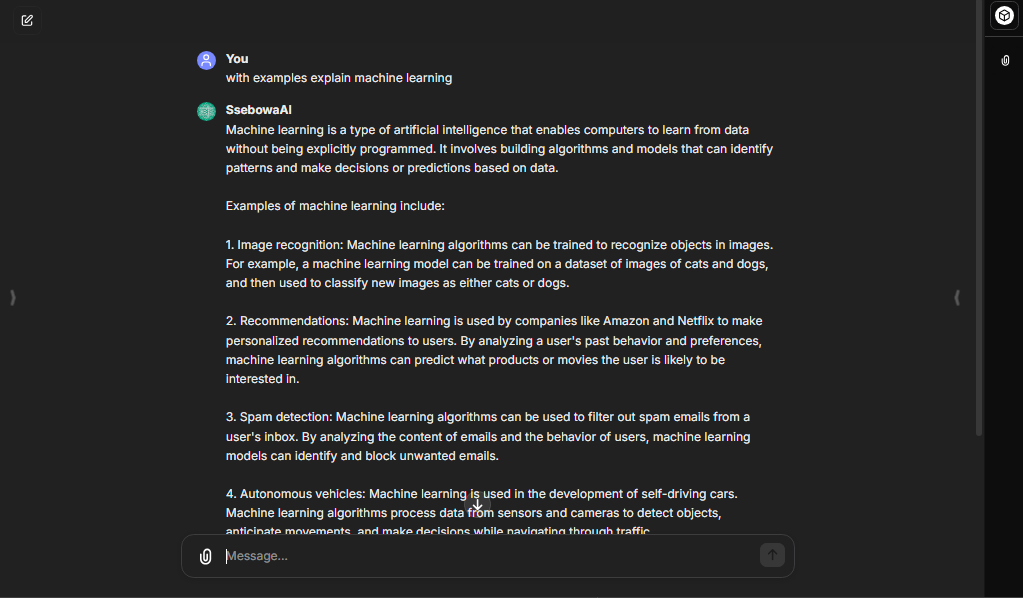 You
with examples explain machine learning
SsebowaAI
Machine learning is a type of artificial intelligence that enables computers to learn from data
without being explicitly programmed. It involves building algorithms and models that can identify
patterns and make decisions or predictions based on data.
Examples of machine learning include:
1. Image recognition: Machine learning algorithms can be trained to recognize objects in images.
For example, a machine learning model can be trained on a dataset of images of cats and dogs,
and then used to classify new images as either cats or dogs.
2. Recommendations: Machine learning is used by companies like Amazon and Netflix to make
personalized recommendations to users. By analyzing a user's past behavior and preferences,
machine learning algorithms can predict what products or movies the user is likely to be
interested in.
3. Spam detection: Machine learning algorithms can be used to filter out spam emails from a
user's inbox. By analyzing the content of emails and the behavior of users, machine learning
models can identify and block unwanted emails.
4. Autonomous vehicles: Machine learning is used in the development of self-driving cars.
Machine learning algorithms process data from sensors and cameras to detect objects,
anticipate movements, and make decisions while navigating through traffic.
Message...